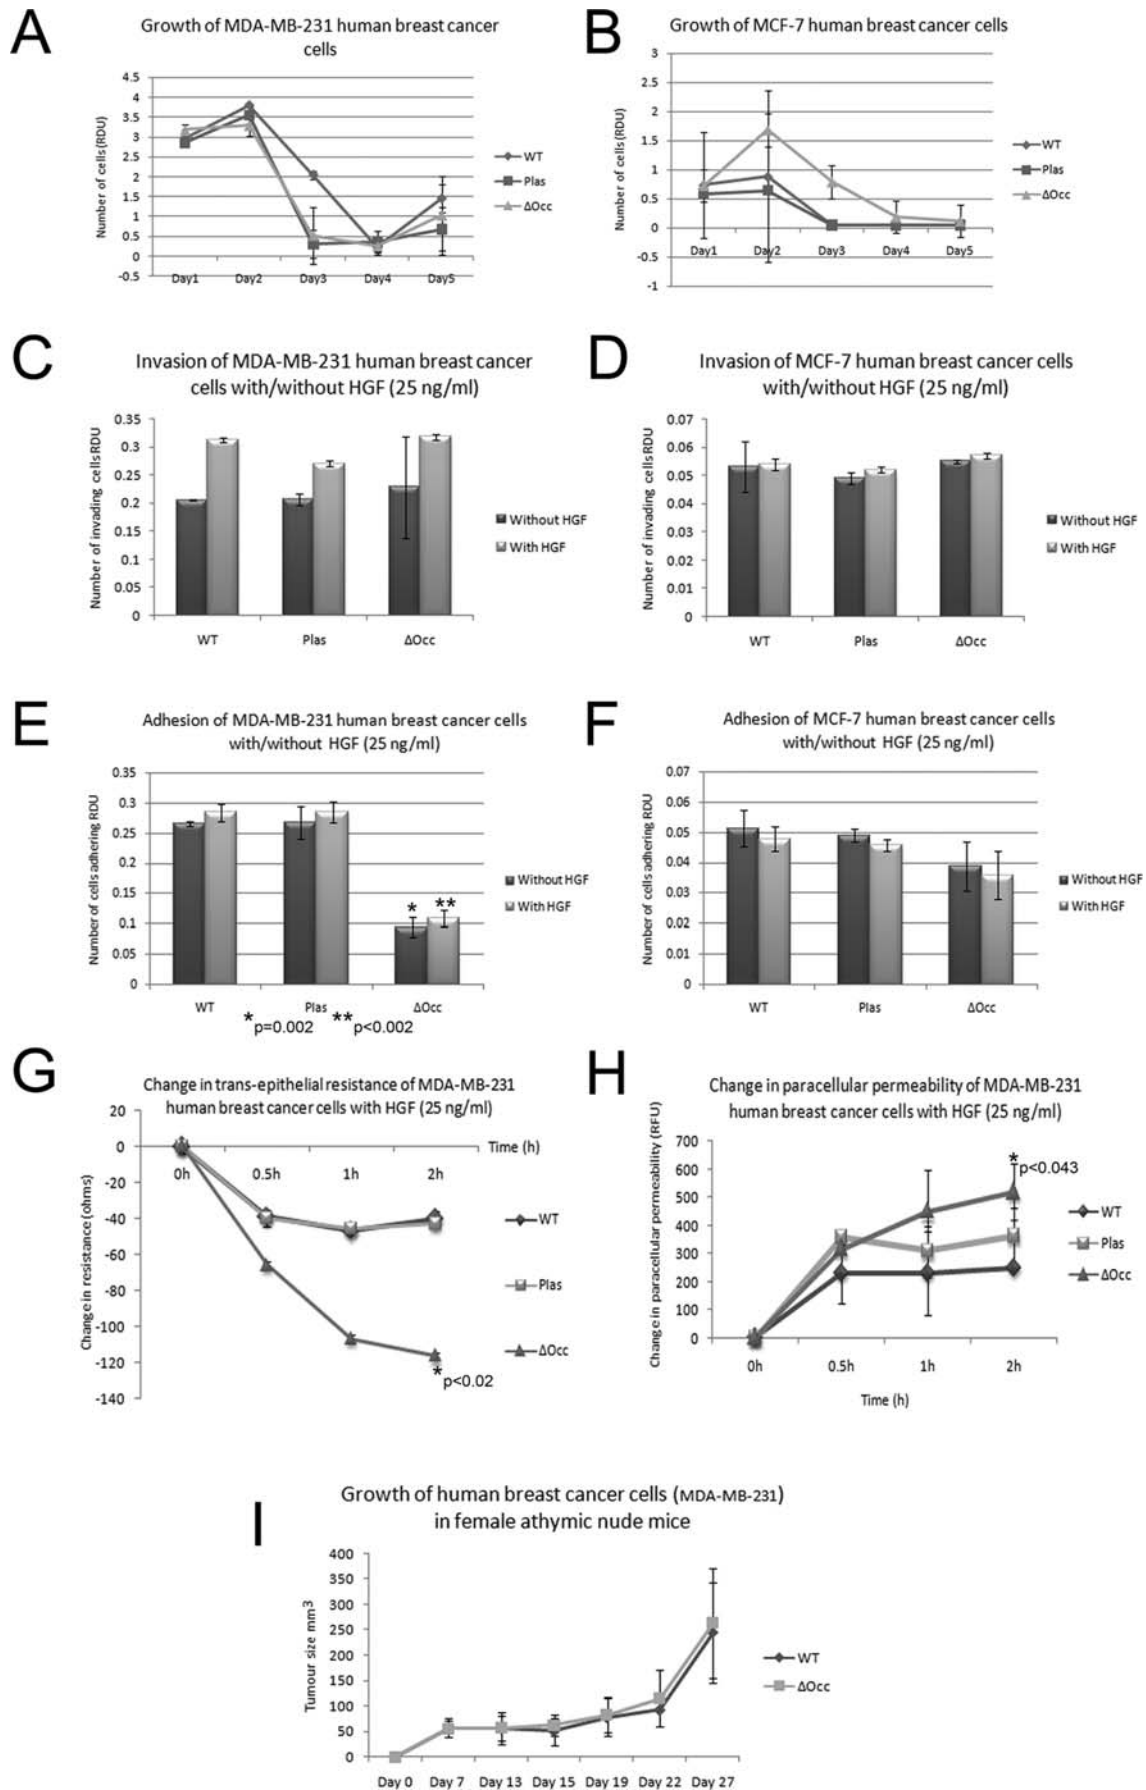 A
Growth of MDA-MB-231 human breast cancer
cells
Number of cells (RDU)
4.5
4
3.5
3
2.5
2
1.5
1
0.5
0
-0.5
Day1 Day2 Day3 Day4 Day5
WT
Plas
ΔOcc
B
Growth of MCF-7 human breast cancer cells
Number of cells (RDU)
3
2.5
2
1.5
1
0.5
0
-0.5
-1
Day1 Day2 Day3 Day4 Day5
WT
Plas
ΔOcc
C
Invasion of MDA-MB-231 human breast cancer
cells with/without HGF (25 ng/ml)
Number of invading cells RDU
0.35
0.3
0.25
0.2
0.15
0.1
0.05
0
WT Plas ΔOcc
Without HGF
With HGF
D
Invasion of MCF-7 human breast cancer cells
with/without HGF (25 ng/ml)
Number of invading cells RDU
0.07
0.06
0.05
0.04
0.03
0.02
0.01
0
WT Plas ΔOcc
Without HGF
With HGF
E
Adhesion of MDA-MB-231 human breast cancer cells
with/without HGF (25 ng/ml)
Number of cells adhering RDU
0.35
0.3
0.25
0.2
0.15
0.1
0.05
0
* **
WT Plas ΔOcc
*p=0.002 **p<0.002
Without HGF
With HGF
F
Adhesion of MCF-7 human breast cancer cells
with/without HGF (25 ng/ml)
Number of cells adhering RDU
0.07
0.06
0.05
0.04
0.03
0.02
0.01
0
WT Plas ΔOcc
Without HGF
With HGF
G
Change in trans-epithelial resistance of MDA-MB-231
human breast cancer cells with HGF (25 ng/ml)
Change in resistance (ohms)
20
0
-20
-40
-60
-80
-100
-120
-140
Time (h)
0h 0.5h 1h 2h
*p<0.02
WT
Plas
ΔOcc
H
Change in paracellular permeability of MDA-MB-231
human breast cancer cells with HGF (25 ng/ml)
Change in paracellular permeability (RFU)
700
600
500
400
300
200
100
0
*
p<0.043
0h 0.5h 1h 2h
Time (h)
WT
Plas
ΔOcc
I
Growth of human breast cancer cells (MDA-MB-231)
in female athymic nude mice
Tumour size mm³
400
350
300
250
200
150
100
50
0
Day 0 Day 7 Day 13 Day 15 Day 19 Day 22 Day 27
WT
ΔOcc